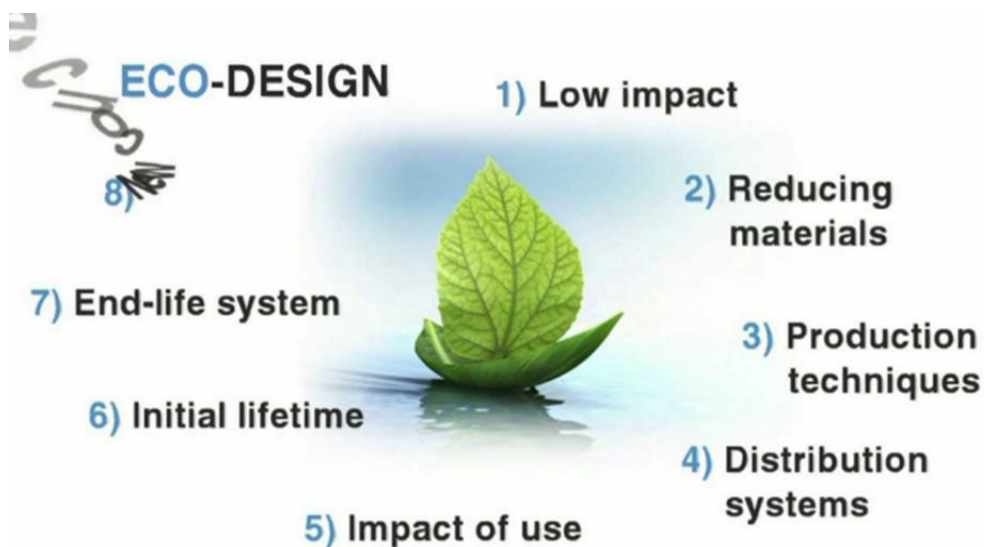 ECO-DESIGN
1) Low impact
2) Reducing
materials
3) Production
techniques
4) Distribution
systems
5) Impact of use
6) Initial lifetime
7) End-life system
8)